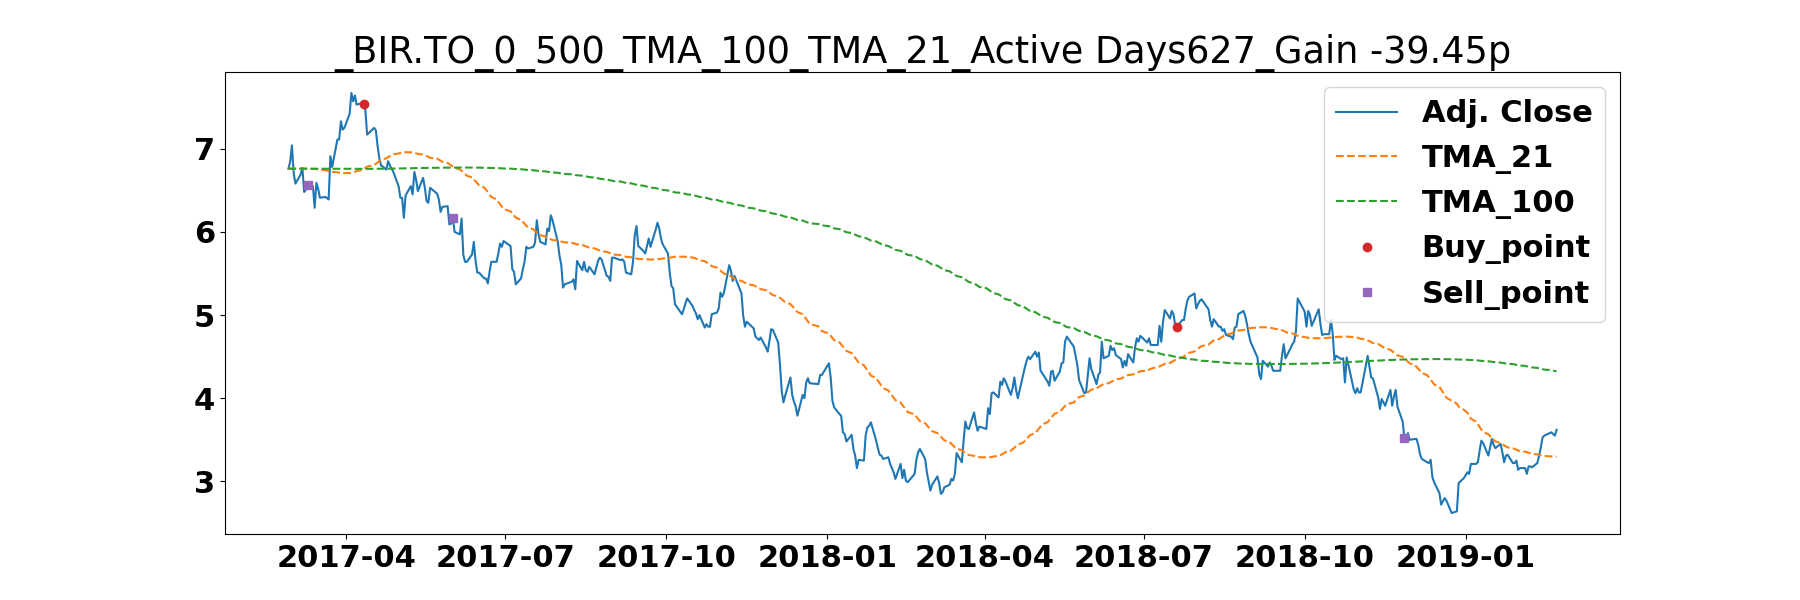 _BIR.TO_0_500_TMA_100_TMA_21_Active Days627_Gain -39.45p
Adj. Close
TMA_21
TMA_100
Buy_point
Sell_point
7
6
5
4
3
2017-04 2017-07 2017-10 2018-01 2018-04 2018-07 2018-10 2019-01